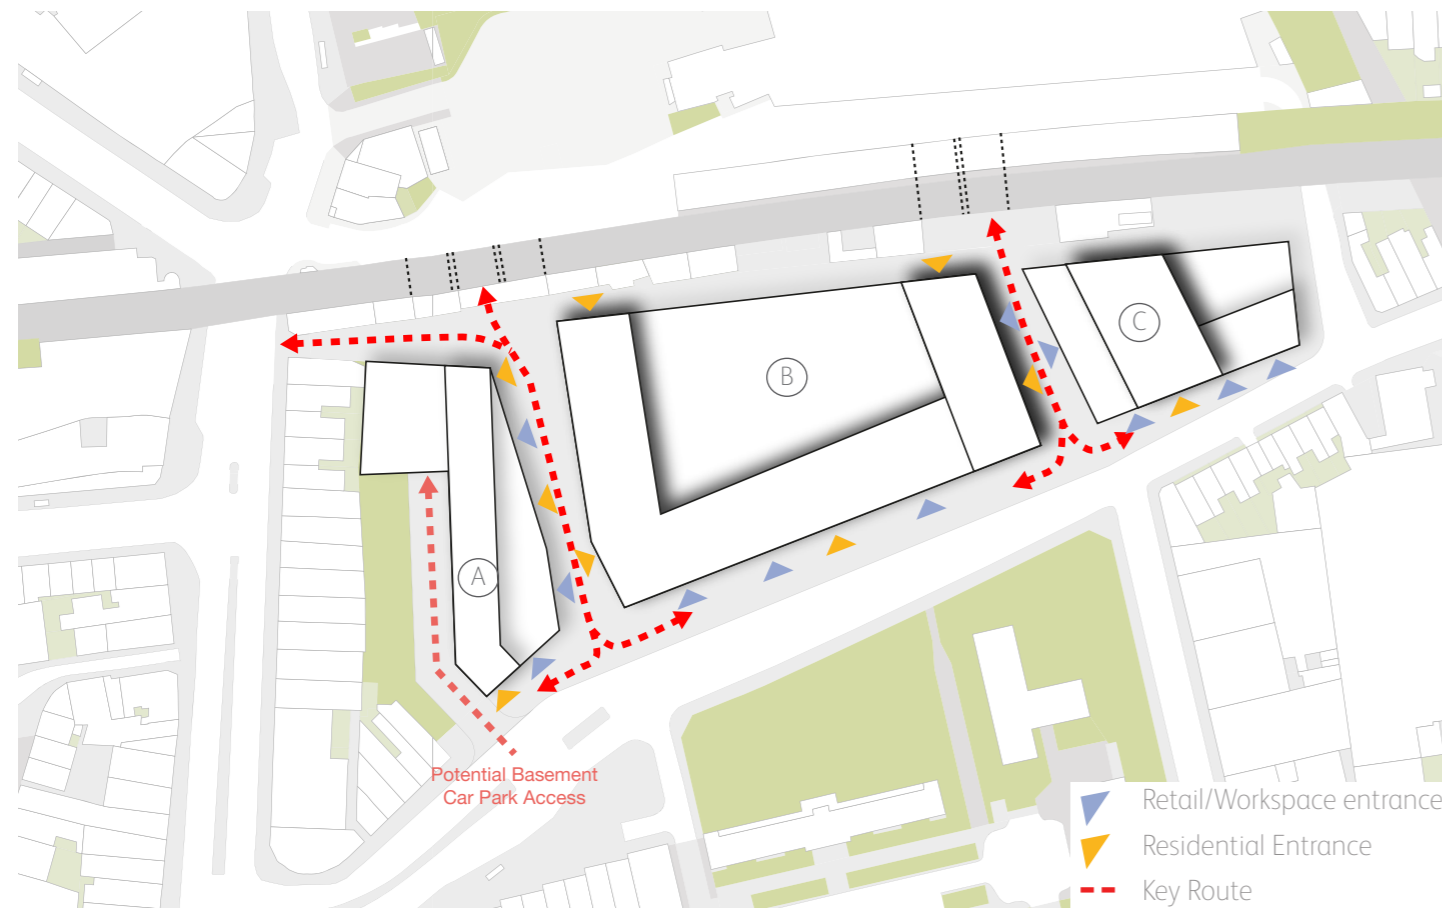 C
B
A
Potential Basement
Car Park Access
Retail/Workspace entrance
Residential Entrance
Key Route